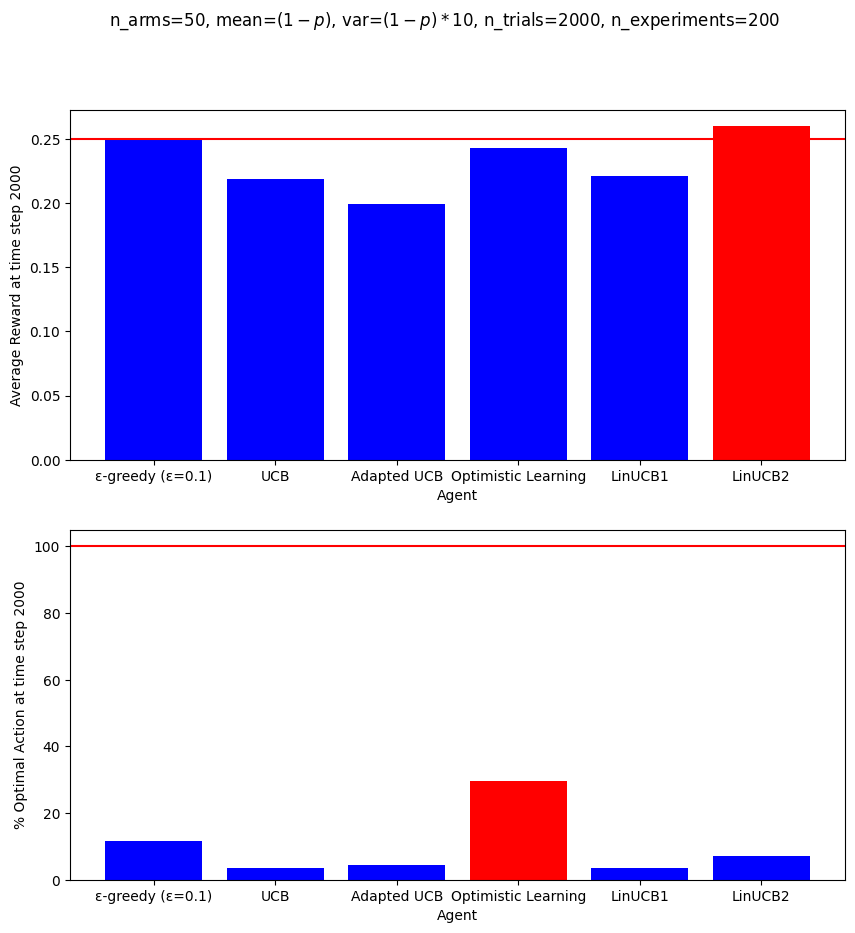 n_arms=50, mean=(1 − p), var=(1 − p) * 10, n_trials=2000, n_experiments=200
Average Reward at time step 2000
0.25
0.20
0.15
0.10
0.05
0.00
ε-greedy (ε=0.1) UCB Adapted UCB Optimistic Learning LinUCB1 LinUCB2
Agent
% Optimal Action at time step 2000
100
80
60
40
20
0
ε-greedy (ε=0.1) UCB Adapted UCB Optimistic Learning LinUCB1 LinUCB2
Agent